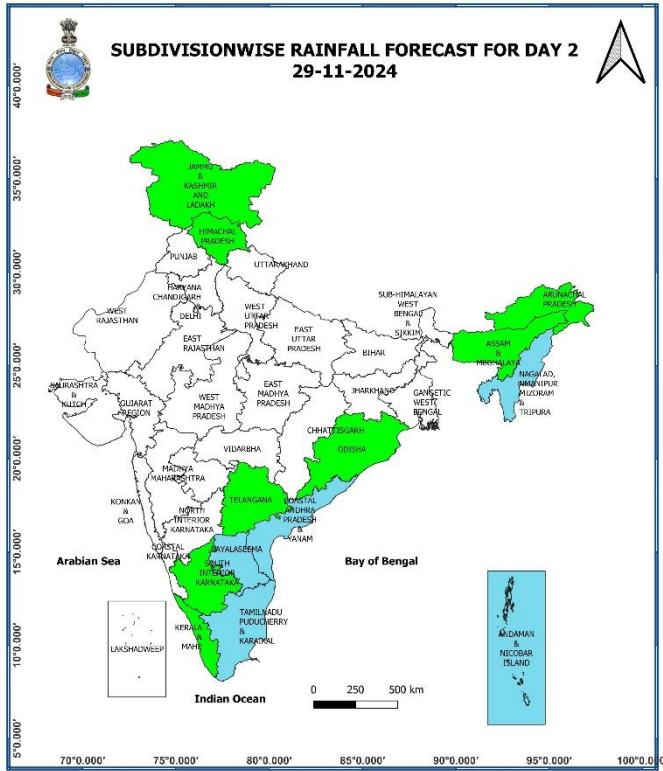 SUBDIVISIONWISE RAINFALL FORECAST FOR DAY 2
29-11-2024
40°0.000'
35°0.000'
30°0.000'
25°0.000'
20°0.000'
15°0.000'
10°0.000'
5°0.000'
JAMMU
&
KASHMIR
AND
LADAKH
HIMACHAL
PRADESH
PUNJAB
UTTARAKHAND
HARYANA
CHANDIGARH
&
DELHI
WEST
RAJASTHAN
WEST
UTTAR
PRADESH
EAST
RAJASTHAN
EAST
UTTAR
PRADESH
SUB-HIMALAYAN
WEST
BENGAL
&
SIKKIM
ARUNACHAL
PRADESH
ASSAM
&
MEGHALAYA
BIHAR
SAURASHTRA
&
KUTCH
GUJARAT
REGION
WEST
MADHYA
PRADESH
EAST
MADHYA
PRADESH
JHARKHAND
GANGETIC
WEST
BENGAL
MIZORAM
&
TRIPURA
CHHATTISGARH
ODISHA
VIDARBHA
MADHYA
MAHARASHTRA
TELANGANA
KONKAN
&
GOA
NORTH
INTERIOR
KARNATAKA
COASTAL
ANDHRA
PRADESH
&
YANAM
COASTAL
KARNATAKA
RAYALASEEMA
SOUTH
INTERIOR
KARNATAKA
Arabian Sea
Bay of Bengal
TAMILNADU
PUDUCHERRY
&
KARAIKAL
KERALA
&
MAHE
LAKSHADWEEP
ANDAMAN
&
NICOBAR
ISLAND
Indian Ocean
0 250 500 km
70°0.000' 75°0.000' 80°0.000' 85°0.000' 90°0.000' 95°0.000' 100°0.000'